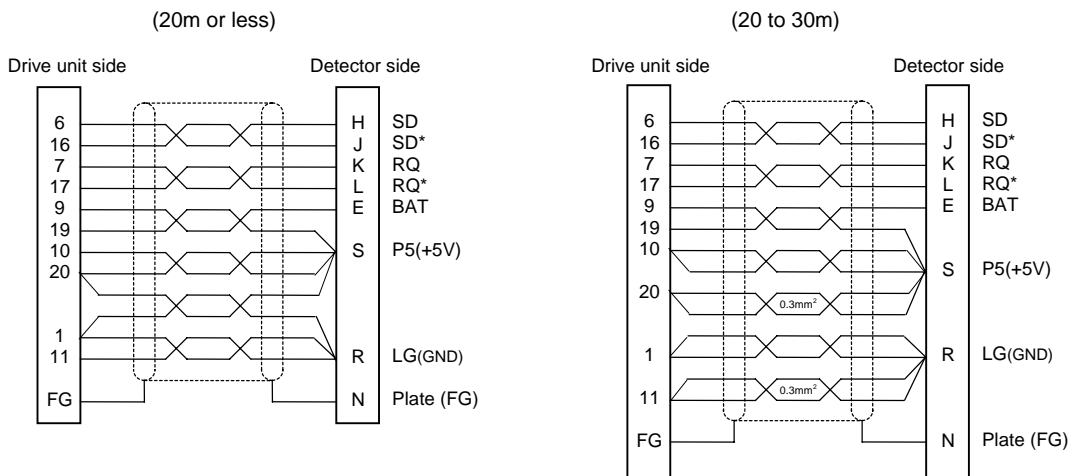 (20m or less)
Drive unit side
Detector side
6 H SD
16 J SD*
7 K RQ
17 L RQ*
9 E BAT
19
10 S P5(+5V)
20
1
11 R LG(GND)
FG N Plate (FG)
(20 to 30m)
Drive unit side
Detector side
6 H SD
16 J SD*
7 K RQ
17 L RQ*
9 E BAT
19
10
S P5(+5V)
20
0.3mm²
1 R LG(GND)
0.3mm²
11
FG N Plate (FG)